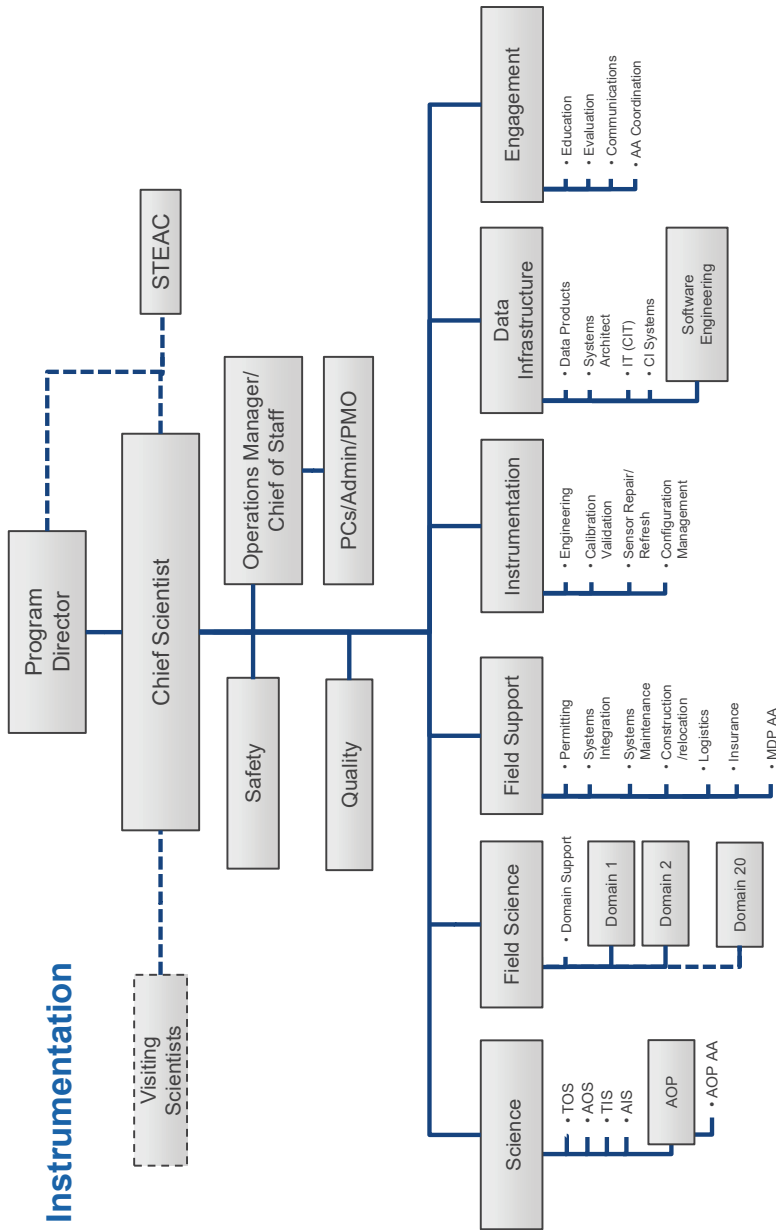 Instrumentation
Program
Director
STEAC
Visiting
Scientists
Chief Scientist
Safety
Operations Manager/
Chief of Staff
Quality
PCs/Admin/PMO
Science
• TOS
• AOS
• TIS
• AIS
AOP
• AOP AA
Field Science
• Domain Support
Domain 1
Domain 2
Domain 20
Field Support
• Permitting
• Systems
Integration
• Systems
Maintenance
• Construction
/relocation
• Logistics
• Insurance
• MDP AA
Instrumentation
• Engineering
• Calibration
Validation
• Sensor Repair/
Refresh
• Configuration
Management
Data
Infrastructure
• Data Products
• Systems
Architect
• IT (CIT)
• CI Systems
Software
Engineering
Engagement
• Education
• Evaluation
• Communications
• AA Coordination